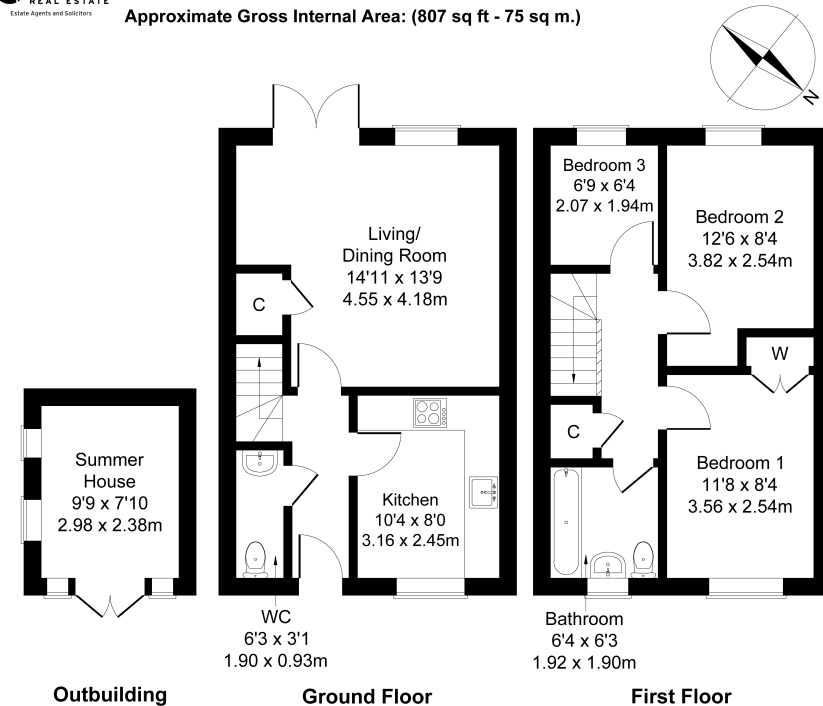 REAL ESTATE
Estate Agents and Solicitors
Approximate Gross Internal Area: (807 sq ft - 75 sq m.)
N
Living/
Dining Room
14'11 x 13'9
4.55 x 4.18m
C
Kitchen
10'4 x 8'0
3.16 x 2.45m
WC
6'3 x 3'1
1.90 x 0.93m
Bedroom 3
6'9 x 6'4
2.07 x 1.94m
Bedroom 2
12'6 x 8'4
3.82 x 2.54m
W
C
Bedroom 1
11'8 x 8'4
3.56 x 2.54m
Bathroom
6'4 x 6'3
1.92 x 1.90m
Summer
House
9'9 x 7'10
2.98 x 2.38m
Outbuilding
Ground Floor
First Floor